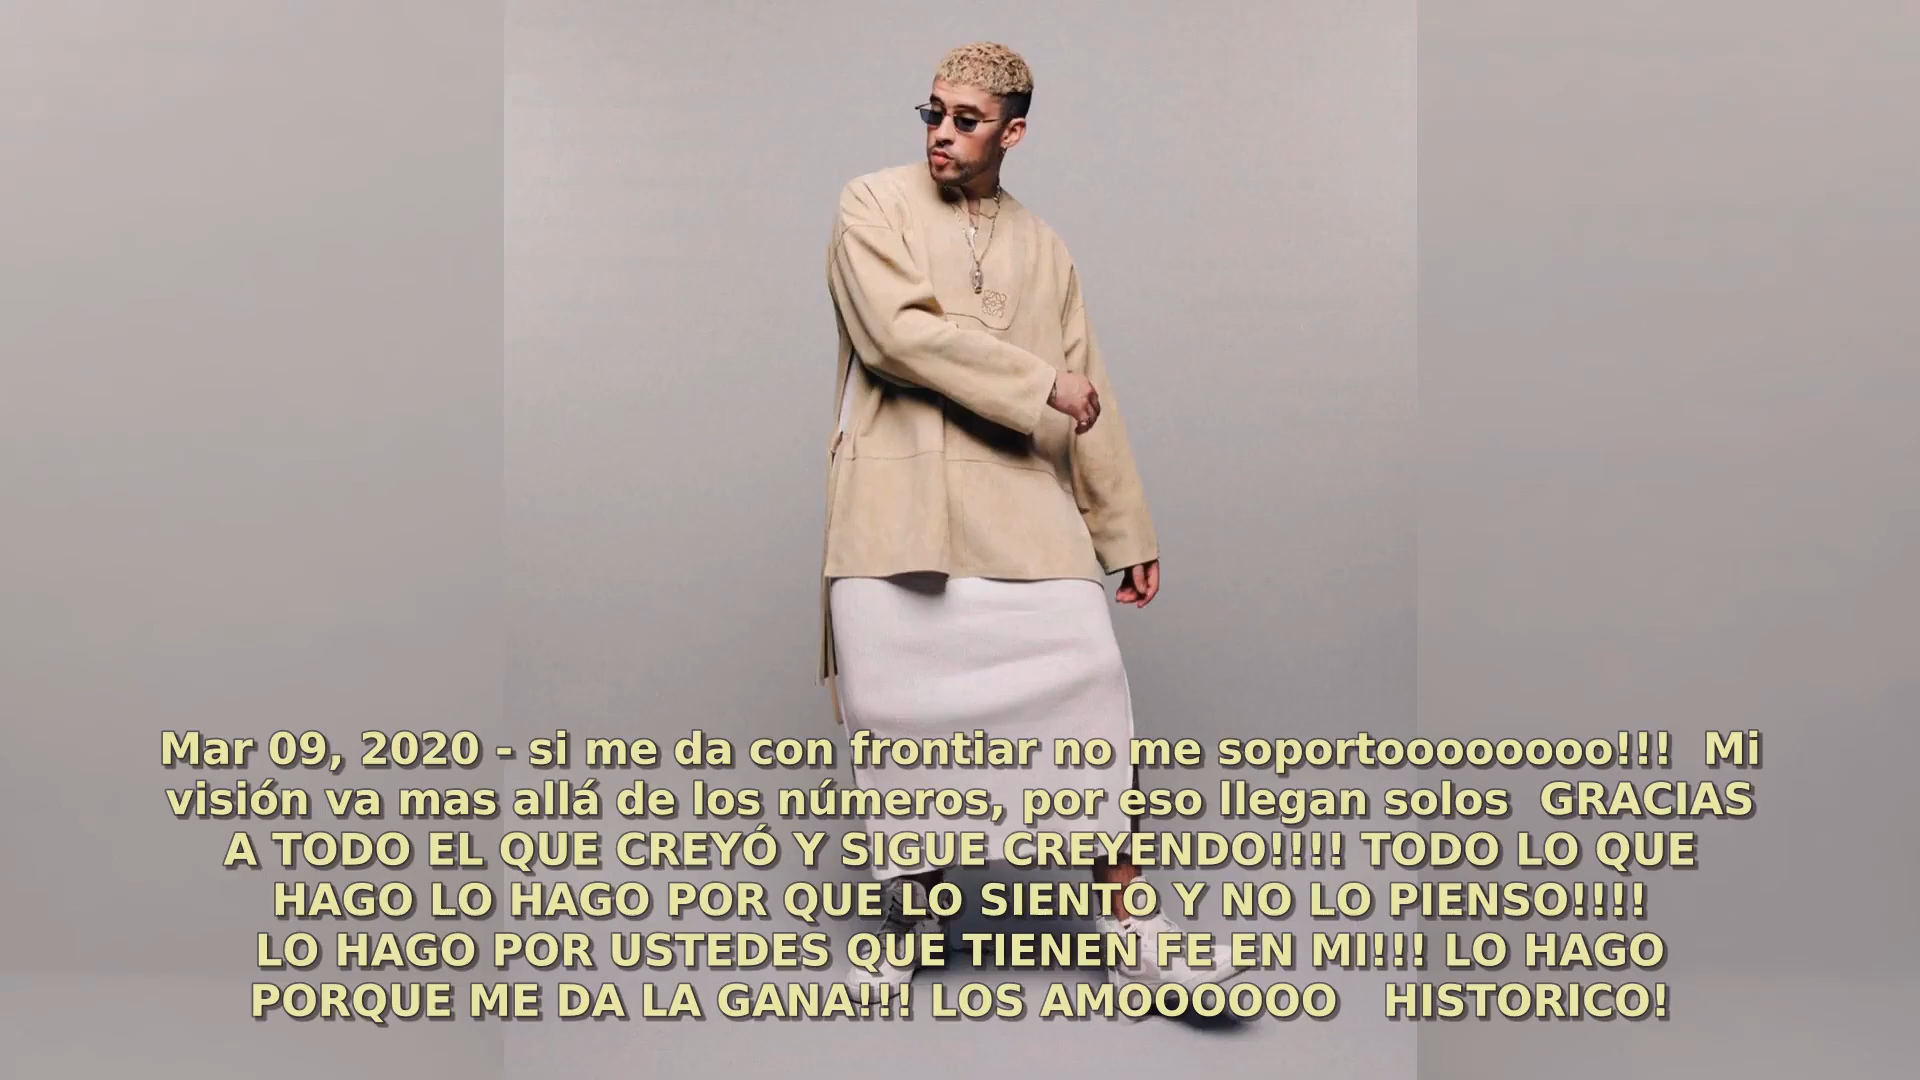 Mar 09, 2020 - si me da con frontiar no me soportoooooooo!!!  Mi
visión va mas allá de los números, por eso llegan solos  GRACIAS
A TODO EL QUE CREYÓ Y SIGUE CREYENDO!!!! TODO LO QUE
HAGO LO HAGO POR QUE LO SIENTO Y NO LO PIENSO!!!!
LO HAGO POR USTEDES QUE TIENEN FE EN MI!!! LO HAGO
PORQUE ME DA LA GANA!!! LOS AMOOOOOO   HISTORICO!